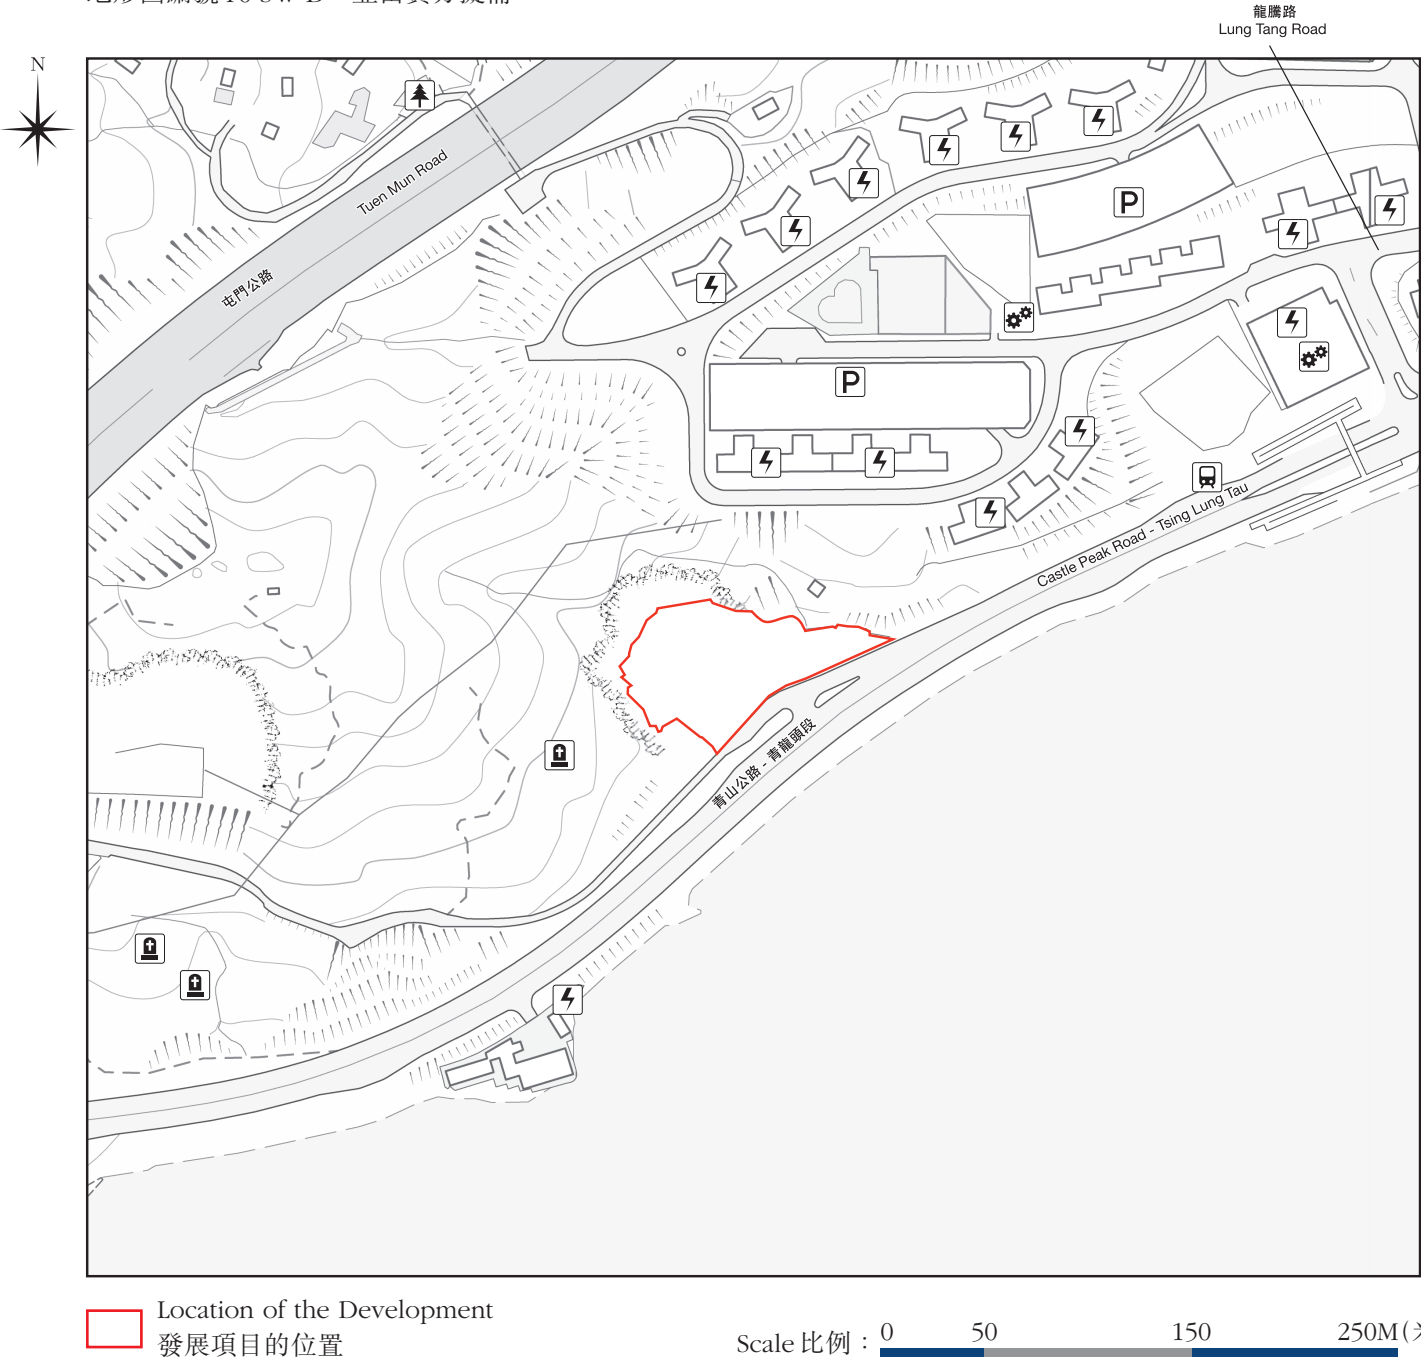 龍騰路
Lung Tang Road
N
Tuen Mun Road
屯門公路
P
P
Castle Peak Road - Tsing Lung Tau
青山公路 - 青龍頭段
Location of the Development
發展項目的位置
Scale 比例： 0 50 150 250M(